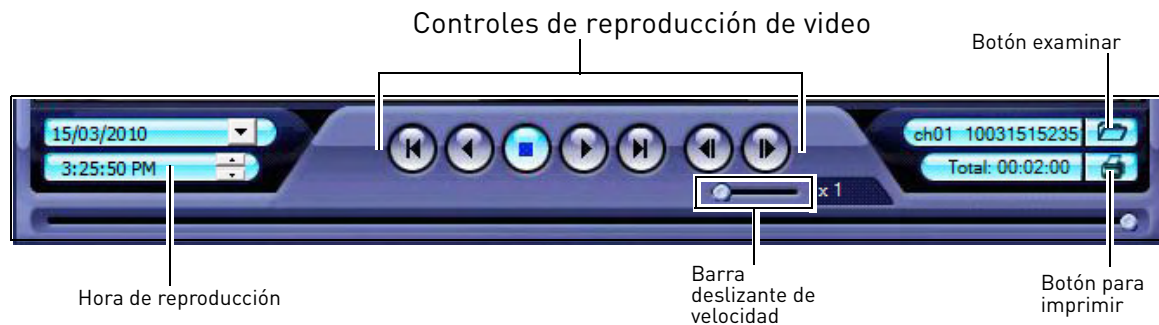 Controles de reproducción de video
Botón examinar
15/03/2010
ch01 10031515235
3:25:50 PM
Total: 00:02:00
x 1
Hora de reproducción
Barra
deslizante de
velocidad
Botón para
imprimir